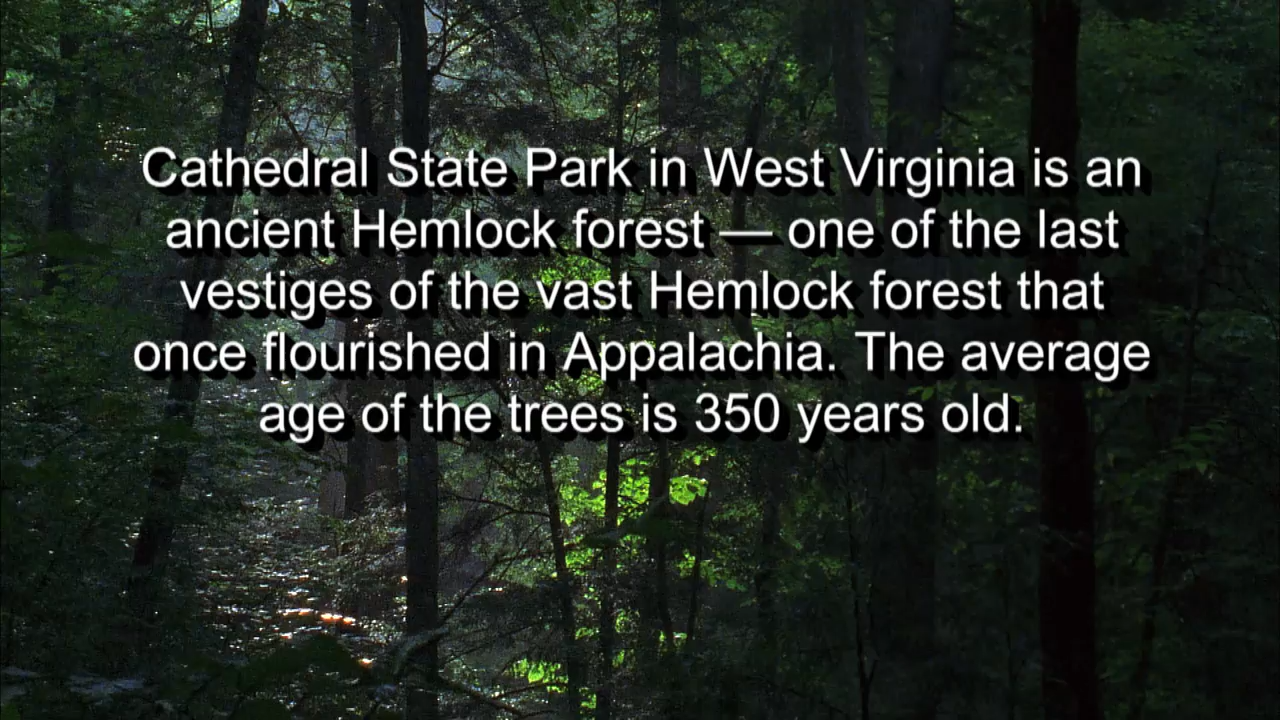 Cathedral State Park in West Virginia is an
ancient Hemlock forest — one of the last
vestiges of the vast Hemlock forest that
once flourished in Appalachia. The average
age of the trees is 350 years old.